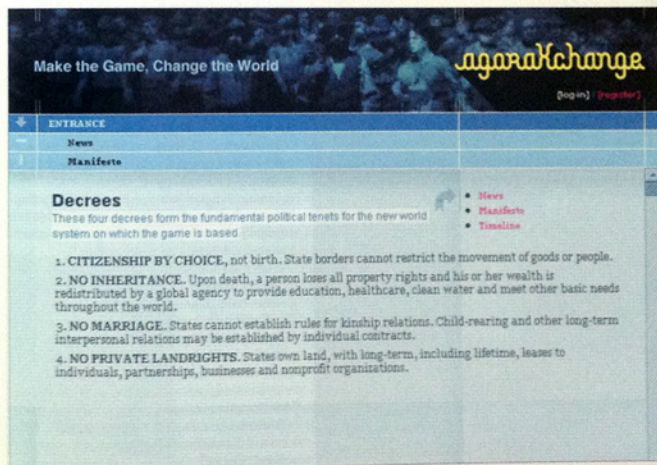 Make the Game, Change the World
agoraXchange
[log-in] / [register]
ENTRANCE
News
Manifesto
Decrees
These four decrees form the fundamental political tenets for the new world
system on which the game is based
• News
• Manifesto
• Timeline
1. CITIZENSHIP BY CHOICE, not birth. State borders cannot restrict the movement of goods or people.
2. NO INHERITANCE. Upon death, a person loses all property rights and his or her wealth is
redistributed by a global agency to provide education, healthcare, clean water and meet other basic needs
throughout the world.
3. NO MARRIAGE. States cannot establish rules for kinship relations. Child-rearing and other long-term
interpersonal relations may be established by individual contracts.
4. NO PRIVATE LANDRIGHTS. States own land, with long-term, including lifetime, leases to
individuals, partnerships, businesses and nonprofit organizations.